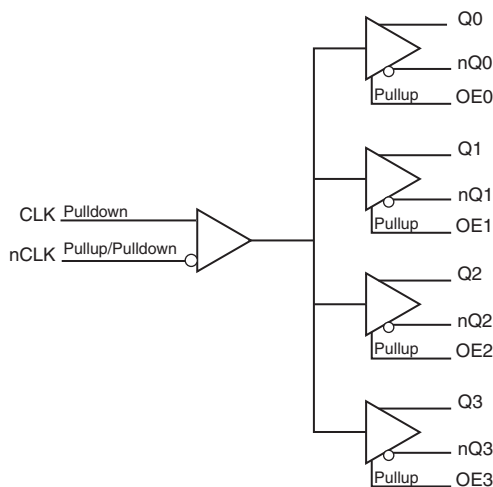 Q0
nQ0
Pullup OE0
Q1
nQ1
Pullup OE1
CLK Pulldown
nCLK Pullup/Pulldown
Q2
nQ2
Pullup OE2
Q3
nQ3
Pullup OE3